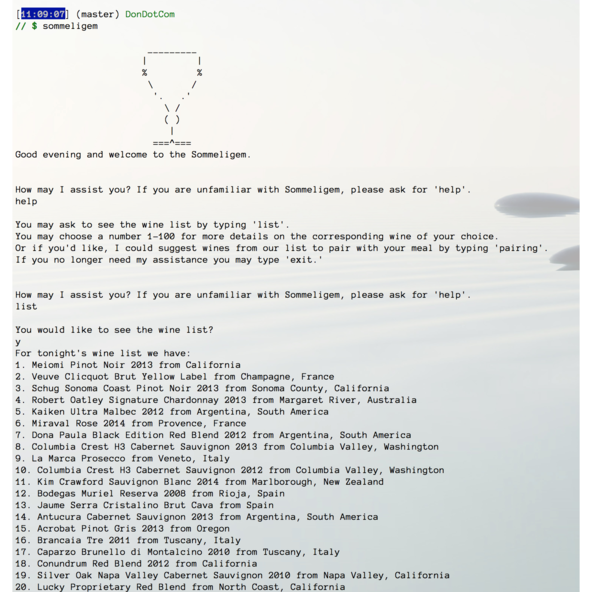 [11:09:07] (master) DonDotCom
// $ sommeligem
_________
|         |
%         %
\       /
'.   .'
\ /
( )
|
===^===
Good evening and welcome to the Sommeligem.
How may I assist you? If you are unfamiliar with Sommeligem, please ask for 'help'.
help
You may ask to see the wine list by typing 'list'.
You may choose a number 1-100 for more details on the corresponding wine of your choice.
Or if you'd like, I could suggest wines from our list to pair with your meal by typing 'pairing'.
If you no longer need my assistance you may type 'exit.'
How may I assist you? If you are unfamiliar with Sommeligem, please ask for 'help'.
list
You would like to see the wine list?
y
For tonight's wine list we have:
1. Meiomi Pinot Noir 2013 from California
2. Veuve Clicquot Brut Yellow Label from Champagne, France
3. Schug Sonoma Coast Pinot Noir 2013 from Sonoma County, California
4. Robert Oatley Signature Chardonnay 2013 from Margaret River, Australia
5. Kaiken Ultra Malbec 2012 from Argentina, South America
6. Miraval Rose 2014 from Provence, France
7. Dona Paula Black Edition Red Blend 2012 from Argentina, South America
8. Columbia Crest H3 Cabernet Sauvignon 2013 from Columbia Valley, Washington
9. La Marca Prosecco from Veneto, Italy
10. Columbia Crest H3 Cabernet Sauvignon 2012 from Columbia Valley, Washington
11. Kim Crawford Sauvignon Blanc 2014 from Marlborough, New Zealand
12. Bodegas Muriel Reserva 2008 from Rioja, Spain
13. Jaume Serra Cristalino Brut Cava from Spain
14. Antucura Cabernet Sauvignon 2013 from Argentina, South America
15. Acrobat Pinot Gris 2013 from Oregon
16. Brancaia Tre 2011 from Tuscany, Italy
17. Caparzo Brunello di Montalcino 2010 from Tuscany, Italy
18. Conundrum Red Blend 2012 from California
19. Silver Oak Napa Valley Cabernet Sauvignon 2010 from Napa Valley, California
20. Lucky Proprietary Red Blend from North Coast, California